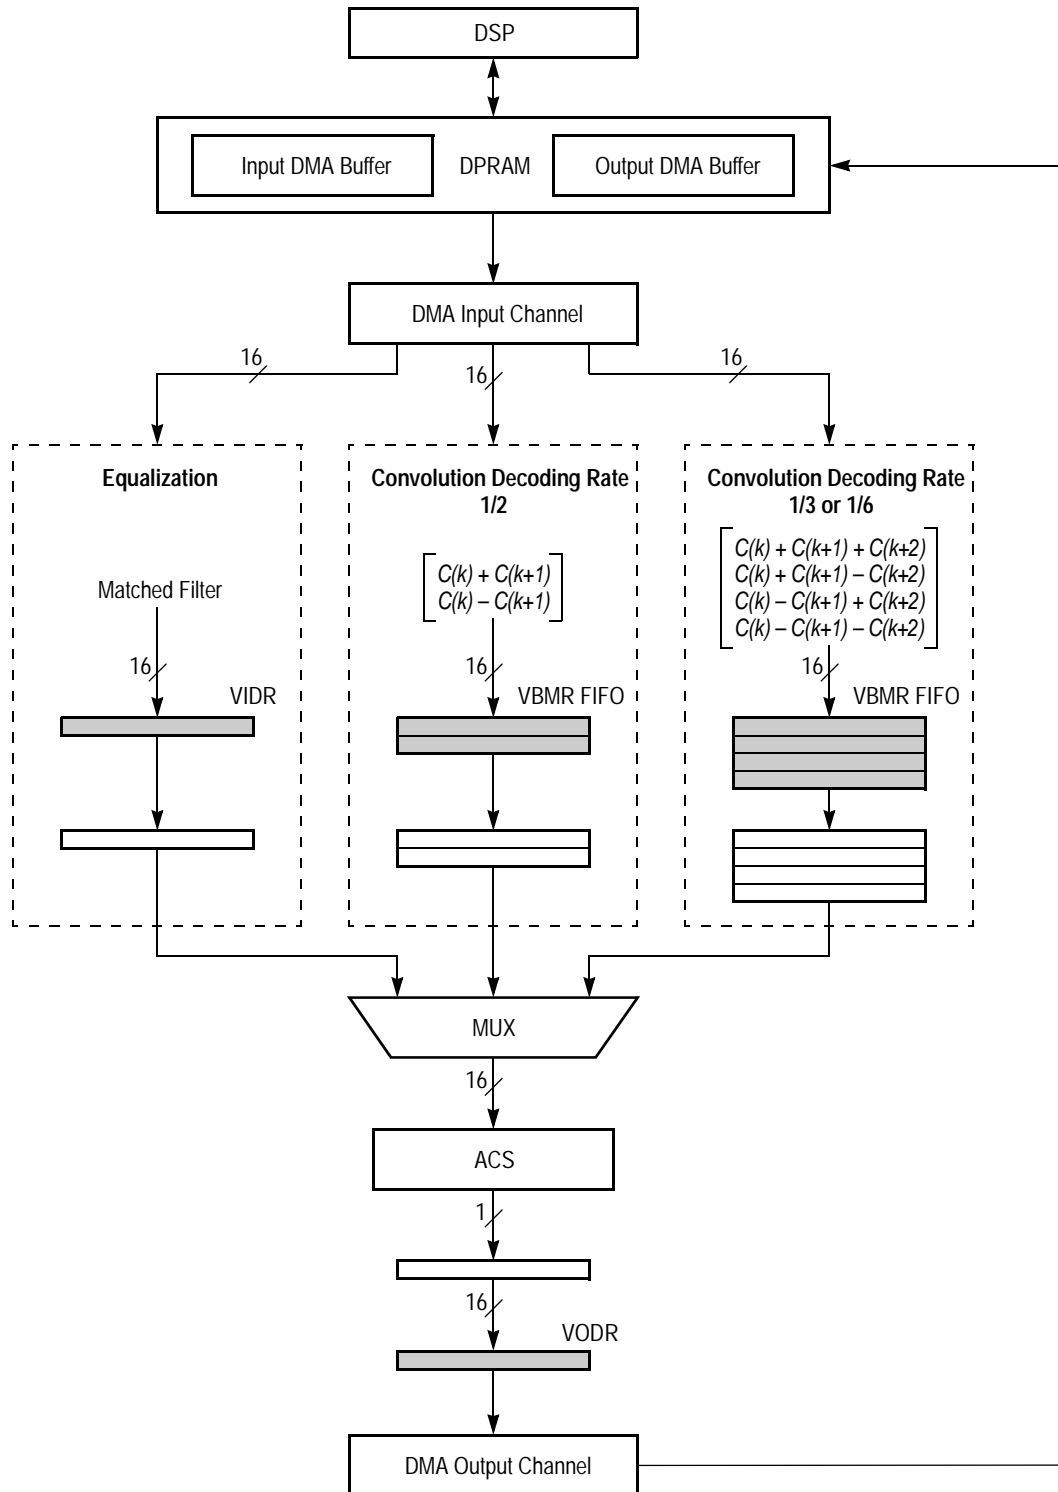 DSP
Input DMA Buffer
DPRAM
Output DMA Buffer
DMA Input Channel
16
16
16
Equalization
Matched Filter
16
VIDR
Convolution Decoding Rate
1/2
C(k) + C(k+1)
C(k) – C(k+1)
16
VBMR FIFO
Convolution Decoding Rate
1/3 or 1/6
C(k) + C(k+1) + C(k+2)
C(k) + C(k+1) – C(k+2)
C(k) – C(k+1) + C(k+2)
C(k) – C(k+1) – C(k+2)
16
VBMR FIFO
MUX
16
ACS
1
16
VODR
DMA Output Channel